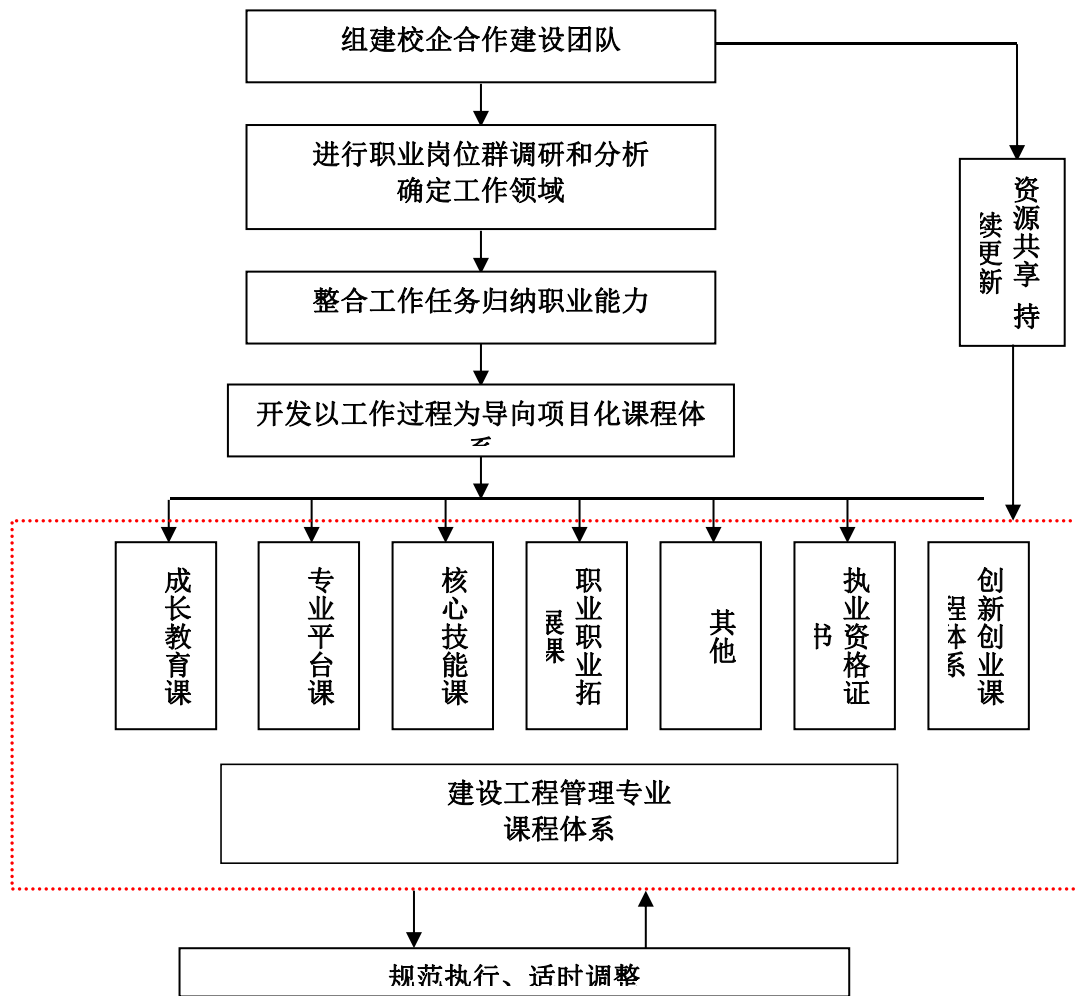 组建校企合作建设团队
进行职业岗位群调研和分析
确定工作领域
整合工作任务归纳职业能力
开发以工作过程为导向项目化课程体
系
资源共享 持
续更新
成长教育课
专业平台课
核心技能课
职业职业拓
展课
其他
执业资格证
书
创新创业课
程体系
建设工程管理专业
课程体系
规范执行、适时调整